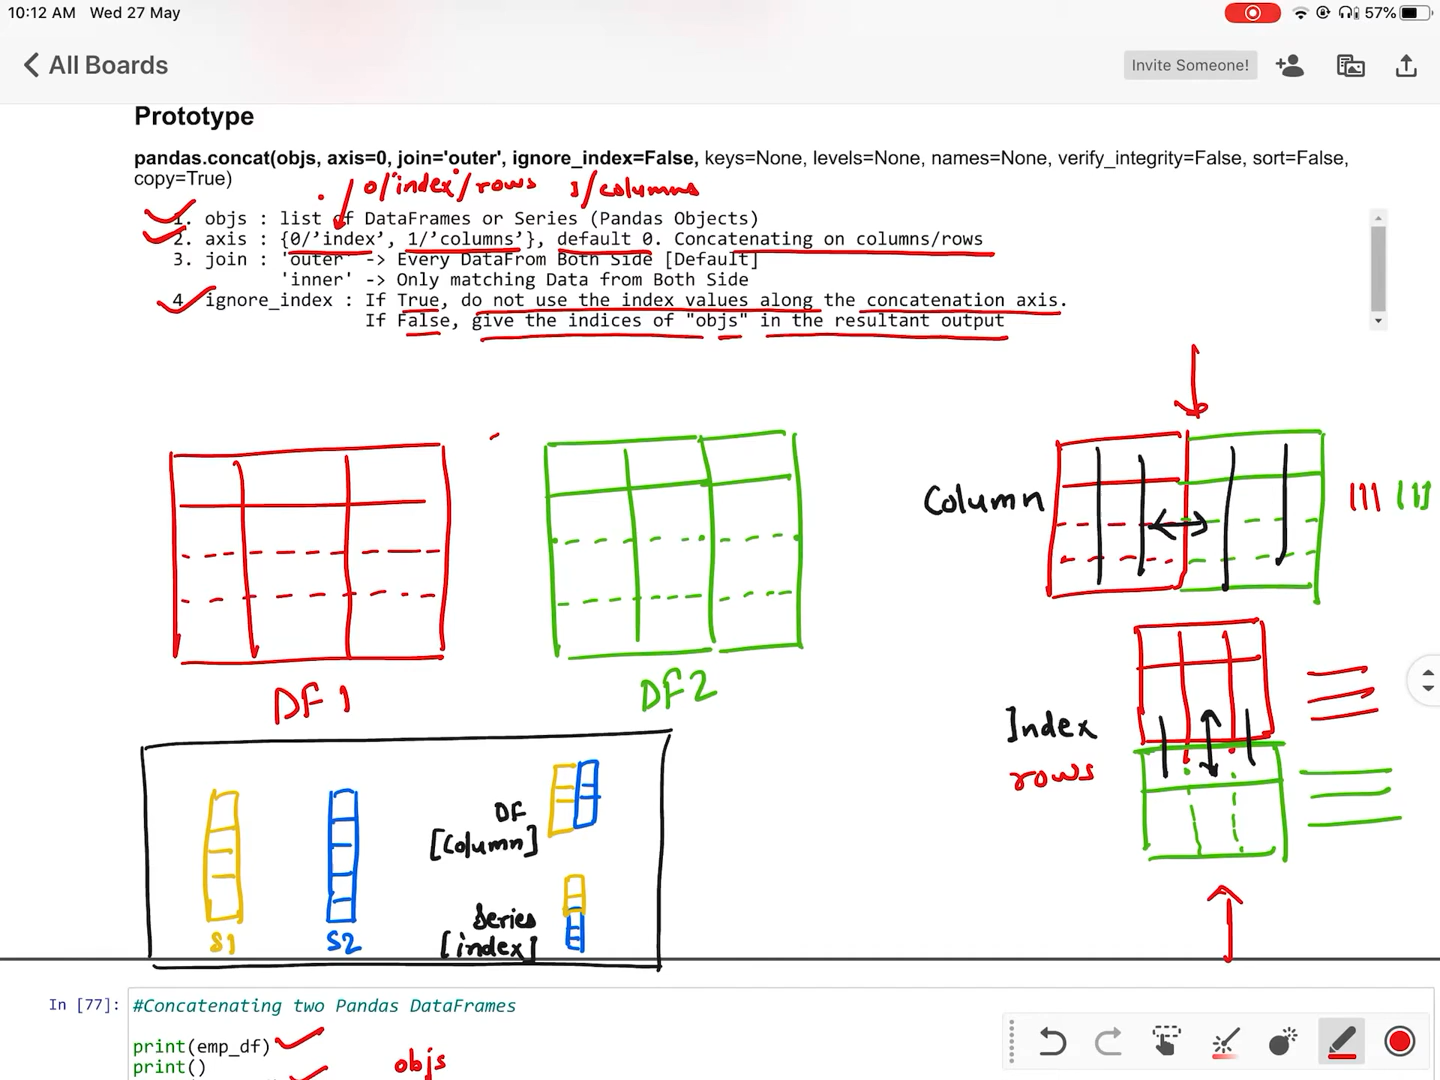 10:12 AM Wed 27 May
57%
All Boards
Invite Someone!
Prototype
pandas.concat(objs, axis=0, join='outer', ignore_index=False, keys=None, levels=None, names=None, verify_integrity=False, sort=False,
copy=True)
0/'index'/rows 1/columns
1. objs : list of DataFrames or Series (Pandas Objects)
2. axis : {0/’index’, 1/’columns’}, default 0. Concatenating on columns/rows
3. join : 'outer' -> Every DataFrom Both Side [Default]
'inner' -> Only matching Data from Both Side
4. ignore_index : If True, do not use the index values along the concatenation axis.
If False, give the indices of "objs" in the resultant output
Column
DF1
DF2
Index
rows
DF
[Column]
Series
[index]
S1
S2
In [77]:
#Concatenating two Pandas DataFrames
print(emp_df)
print()
objs